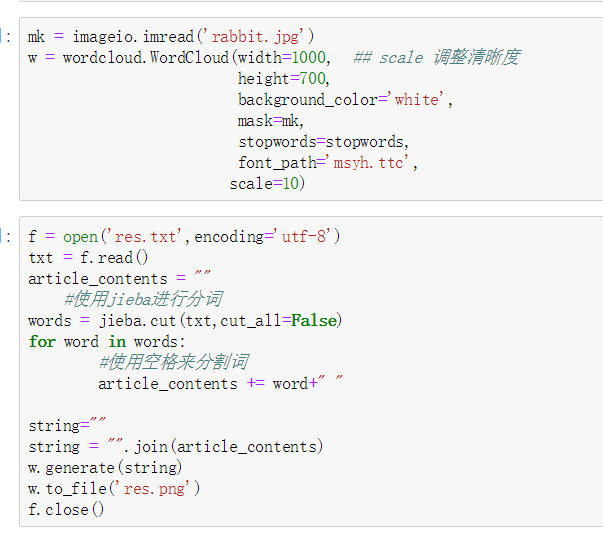 ]:
mk = imageio.imread('rabbit.jpg')
w = wordcloud.WordCloud(width=1000,  ## scale 调整清晰度
                        height=700,
                        background_color='white',
                        mask=mk,
                        stopwords=stopwords,
                        font_path='msyh.ttc',
                       scale=10)
]:
f = open('res.txt',encoding='utf-8')
txt = f.read()
article_contents = ""
    #使用jieba进行分词
words = jieba.cut(txt,cut_all=False)
for word in words:
        #使用空格来分割词
        article_contents += word+" "

string=""
string = "".join(article_contents)
w.generate(string)
w.to_file('res.png')
f.close()